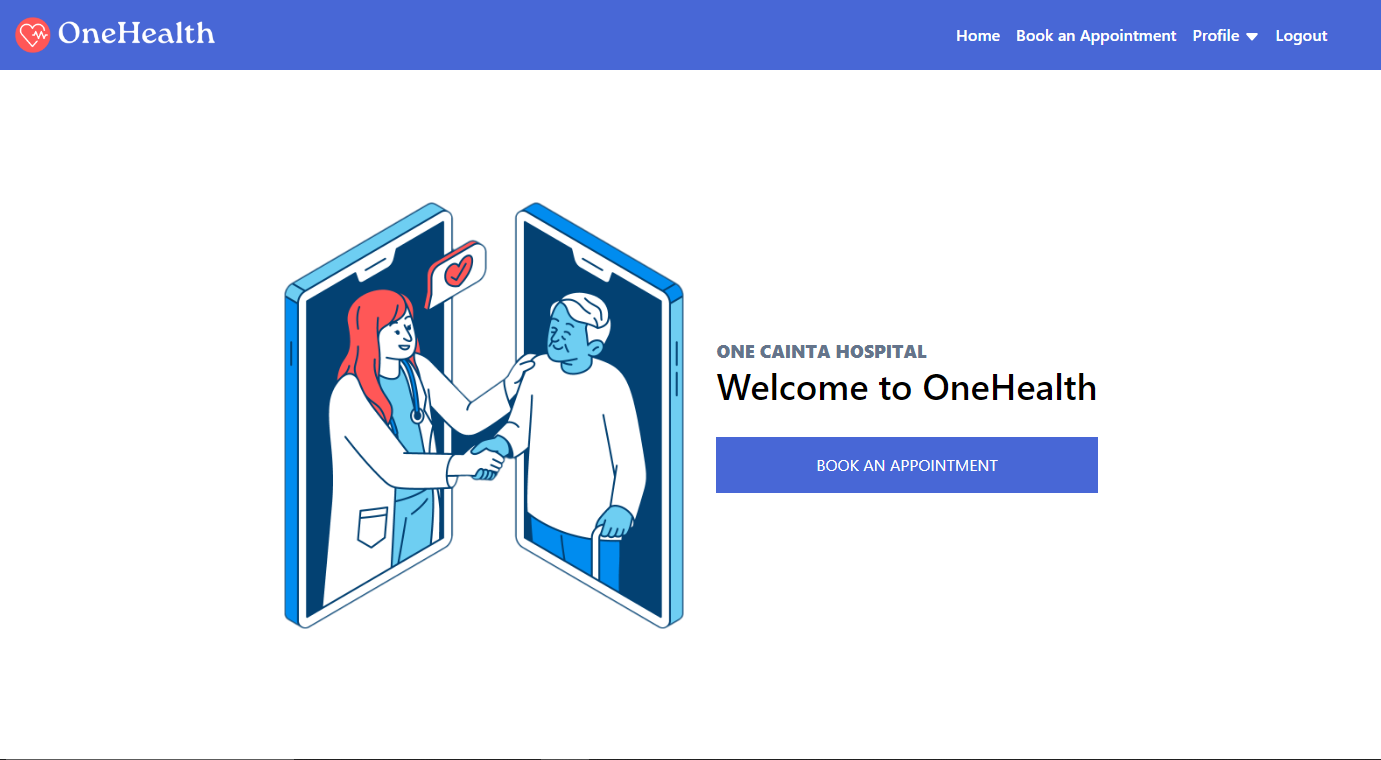 OneHealth
Home Book an Appointment Profile Logout
ONE CAINTA HOSPITAL
Welcome to OneHealth
BOOK AN APPOINTMENT